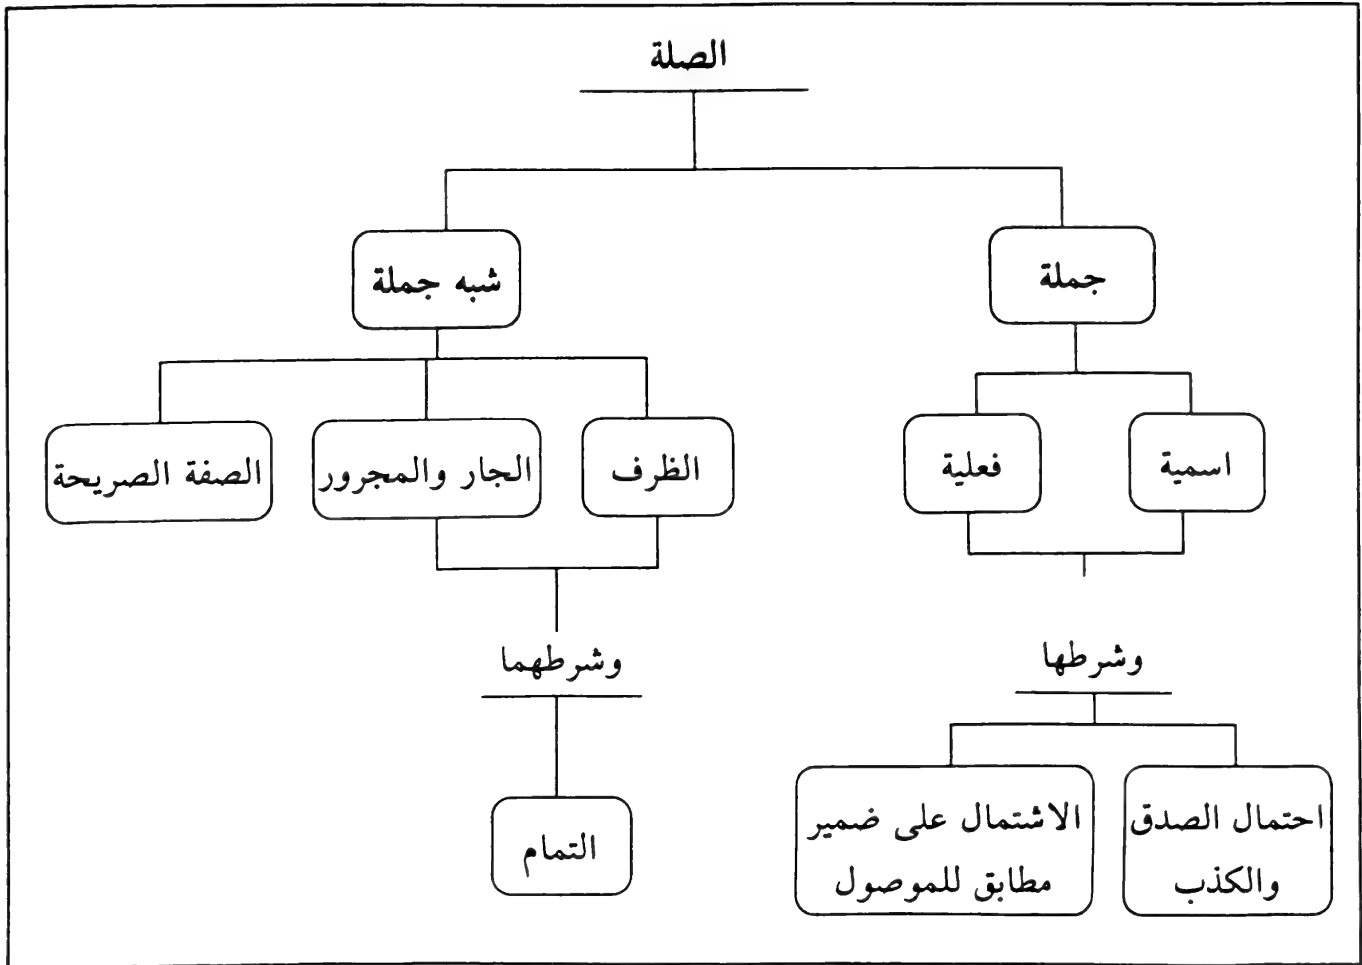 الصلة
جملة
شبه جملة
اسمية
فعلية
الظرف
الجار والمجرور
الصفة الصريحة
وشرطها
وشرطهما
احتمال الصدق
والكذب
الاشتمال على ضمير
مطابق للموصول
التمام